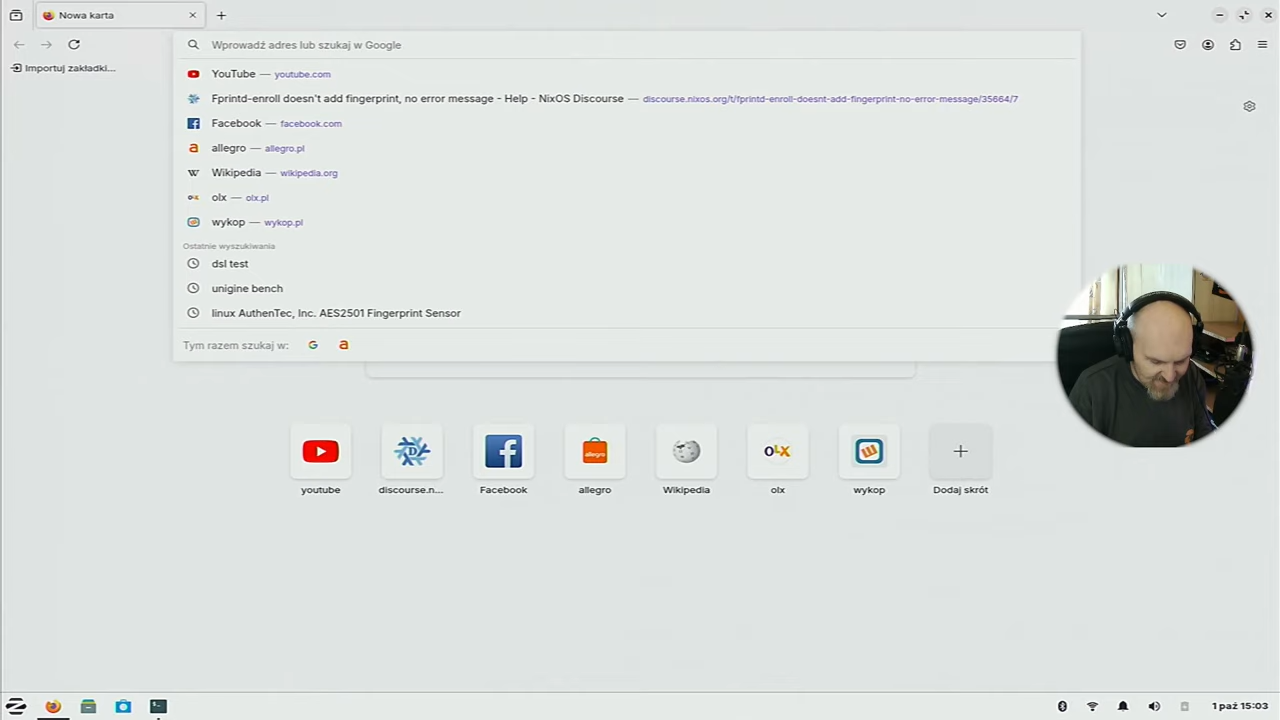 Nowa karta
Wprowadź adres lub szukaj w Google
Importuj zakładki...
YouTube — youtube.com
Fprintd-enroll doesn't add fingerprint, no error message - Help - NixOS Discourse — discourse.nixos.org/t/fprintd-enroll-doesnt-add-fingerprint-no-error-message/35664/7
Facebook — facebook.com
allegro — allegro.pl
Wikipedia — wikipedia.org
olx — olx.pl
wykop — wykop.pl
Ostatnie wyszukiwania
dsl test
unigine bench
linux AuthenTec, Inc. AES2501 Fingerprint Sensor
Tym razem szukaj w:
allegro
OLX
youtube
discourse.n...
Facebook
allegro
Wikipedia
olx
wykop
Dodaj skrót
1 paź 15:03